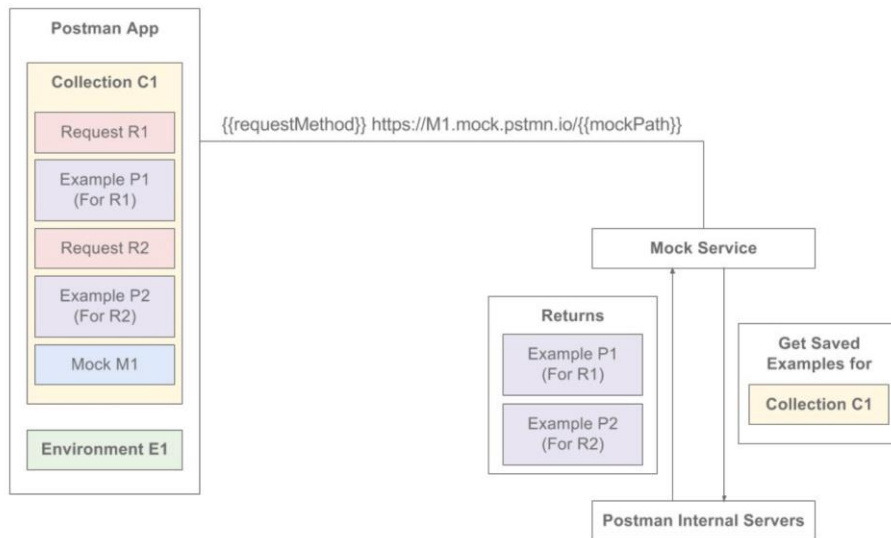 Postman App
Collection C1
Request R1
Example P1
(For R1)
Request R2
Example P2
(For R2)
Mock M1
Environment E1
{{requestMethod}} https://M1.mock.pstmn.io/{{mockPath}}
Mock Service
Returns
Example P1
(For R1)
Example P2
(For R2)
Get Saved
Examples for
Collection C1
Postman Internal Servers